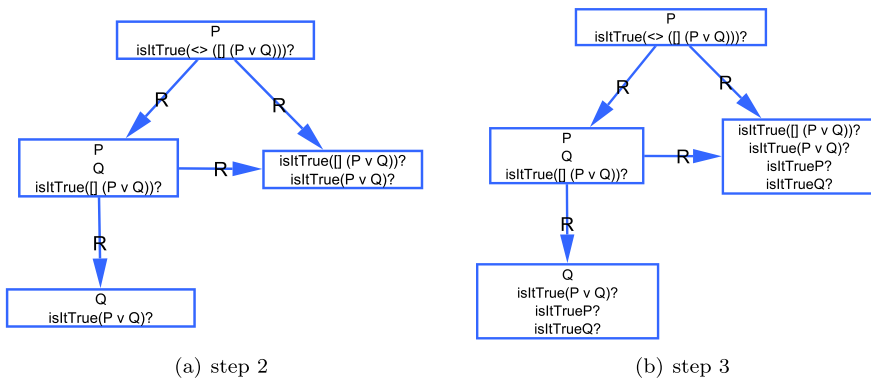 P
isItTrue(<> ([] (P v Q)))?
R
R
P
Q
isItTrue([] (P v Q))?
R
isItTrue([] (P v Q))?
isItTrue(P v Q)?
R
Q
isItTrue(P v Q)?
(a) step 2
P
isItTrue(<> ([] (P v Q)))?
R
R
P
Q
isItTrue([] (P v Q))?
R
isItTrue([] (P v Q))?
isItTrue(P v Q)?
isItTrueP?
isItTrueQ?
R
Q
isItTrue(P v Q)?
isItTrueP?
isItTrueQ?
(b) step 3